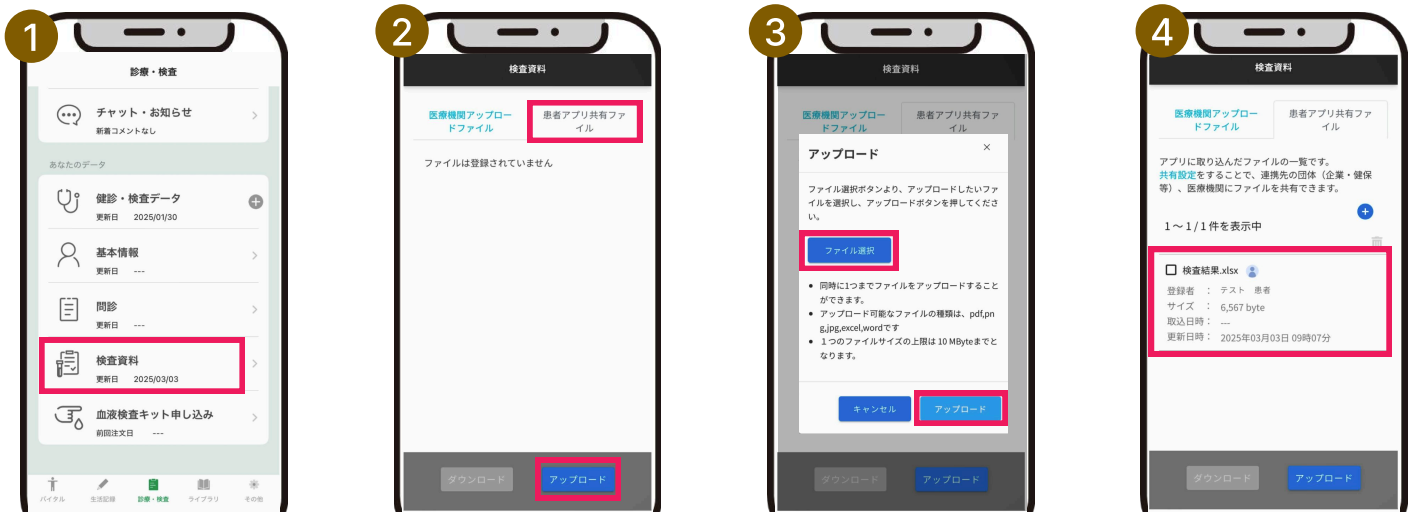 1
診療・検査
チャット・お知らせ
新着コメントなし
あなたのデータ
健診・検査データ
更新日 2025/01/30
基本情報
更新日 ---
問診
更新日 ---
検査資料
更新日 2025/03/03
血液検査キット申し込み
前回注文日 ---
バイタル
生活記録
診療・検査
ライブラリ
その他
2
検査資料
医療機関アップロー
ドファイル
患者アプリ共有ファ
イル
ファイルは登録されていません
ダウンロード
アップロード
3
検査資料
医療機関アップロー
ドファイル
患者アプリ共有ファ
イル
アップロード
×
ファイル選択ボタンより、アップロードしたいファ
イルを選択し、アップロードボタンを押してくださ
い。
ファイル選択
• 同時に1つまでファイルをアップロードすること
ができます。
• アップロード可能なファイルの種類は、pdf,pn
g,jpg,excel,wordです
• １つのファイルサイズの上限は 10 MByteまでと
なります。
キャンセル
アップロード
ダウンロード
アップロード
4
検査資料
医療機関アップロー
ドファイル
患者アプリ共有ファ
イル
アプリに取り込んだファイルの一覧です。
共有設定をすることで、連携先の団体（企業・健保
等）、医療機関にファイルを共有できます。
1～1/1件を表示中
検査結果.xlsx
登録者 ： テスト 患者
サイズ ： 6,567 byte
取込日時： ---
更新日時： 2025年03月03日 09時07分
ダウンロード
アップロード